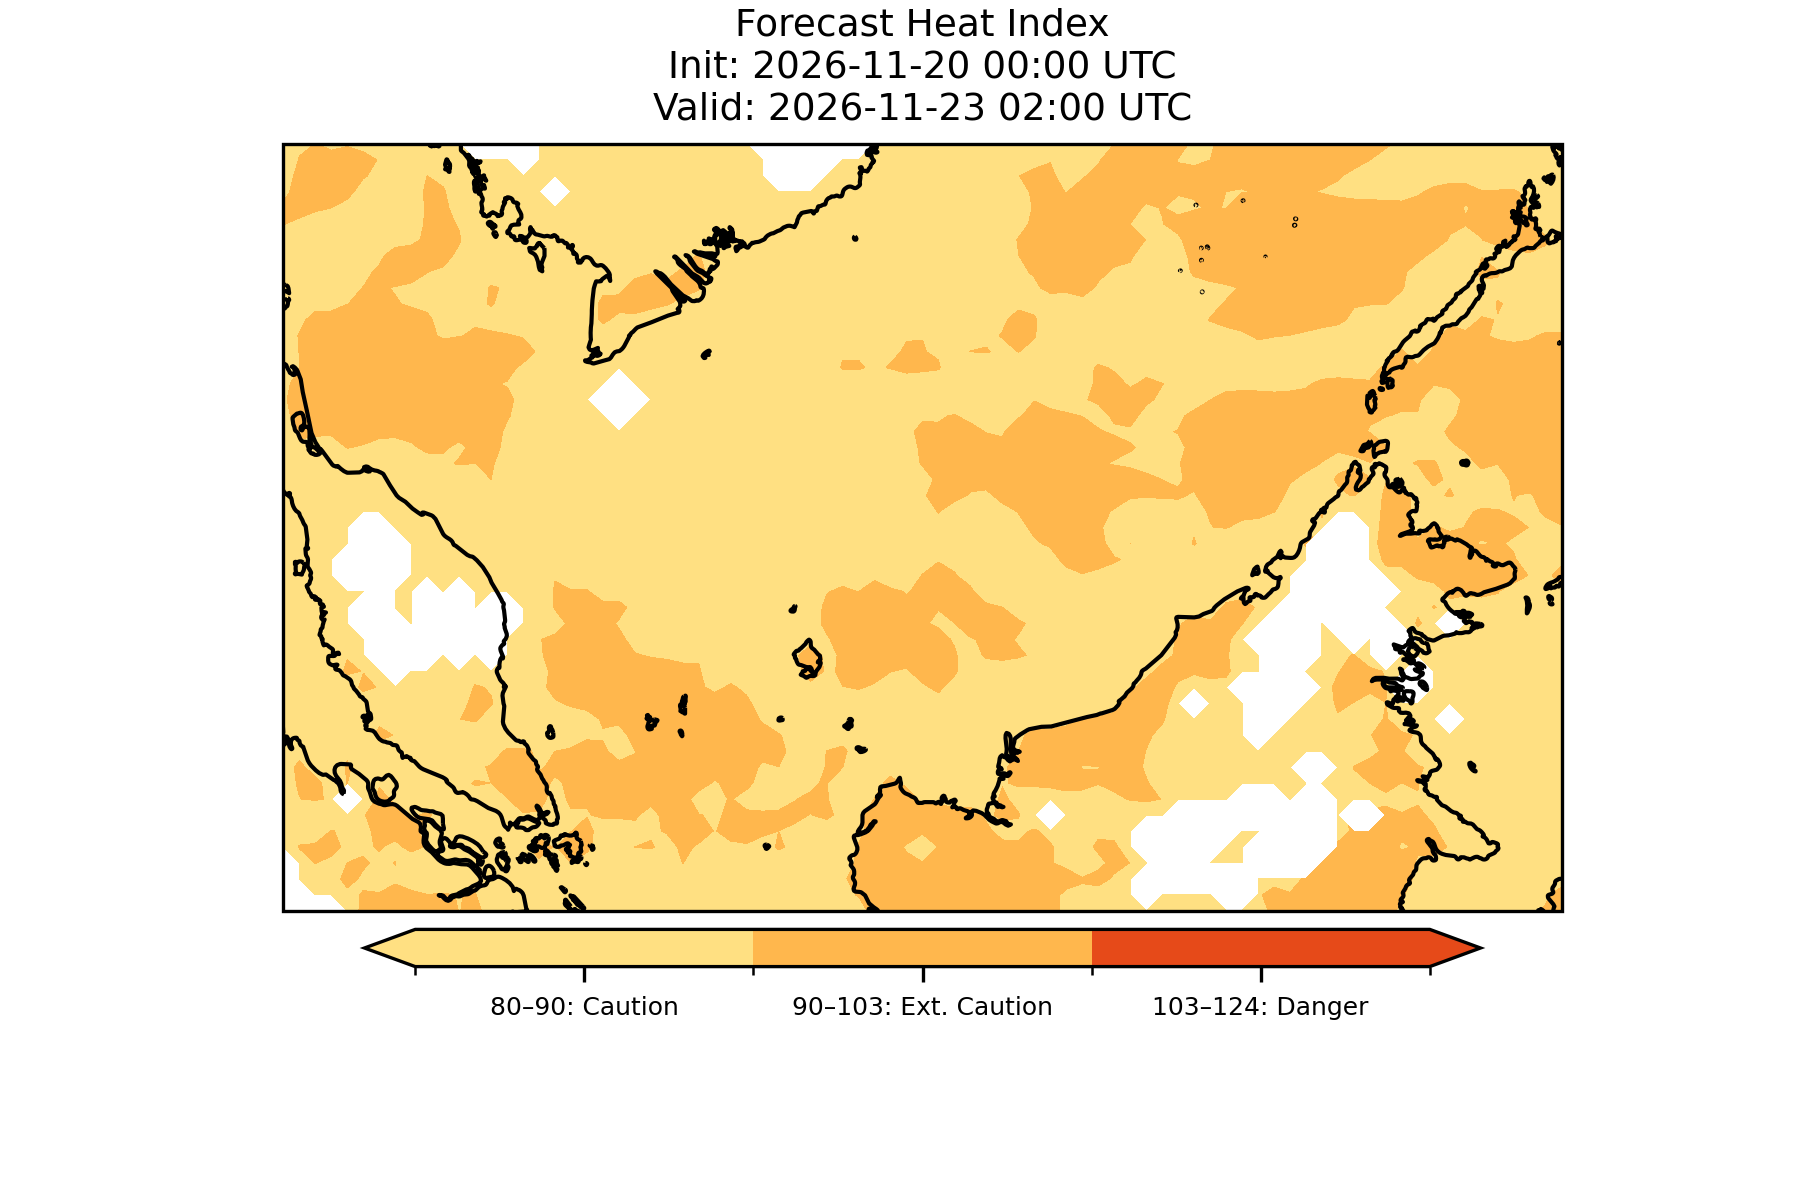 Forecast Heat Index
Init: 2026-11-20 00:00 UTC
Valid: 2026-11-23 02:00 UTC
80–90: Caution
90–103: Ext. Caution
103–124: Danger